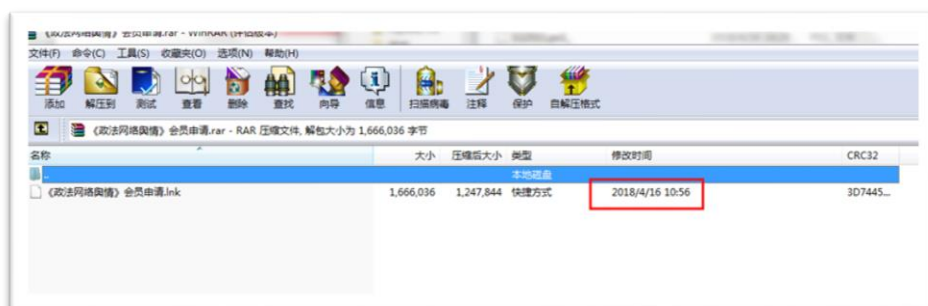 《政法网络舆情》会员申请.rar - WinRAR (评估版本)
文件(F) 命令(C) 工具(S) 收藏夹(O) 选项(N) 帮助(H)
添加 解压到 测试 查看 删除 查找 向导 信息 扫描病毒 注释 保护 自解压格式
《政法网络舆情》会员申请.rar - RAR 压缩文件, 解包大小为 1,666,036 字节
名称 大小 压缩后大小 类型 修改时间 CRC32
.. 本地磁盘
《政法网络舆情》会员申请.lnk 1,666,036 1,247,844 快捷方式 2018/4/16 10:56 3D7445...